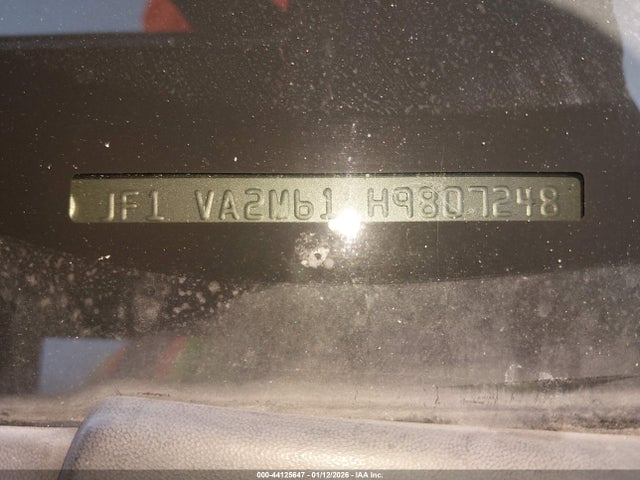 JF1 VA2M61 H9807248
000-44125647 - 01/12/2026 - IAA Inc.